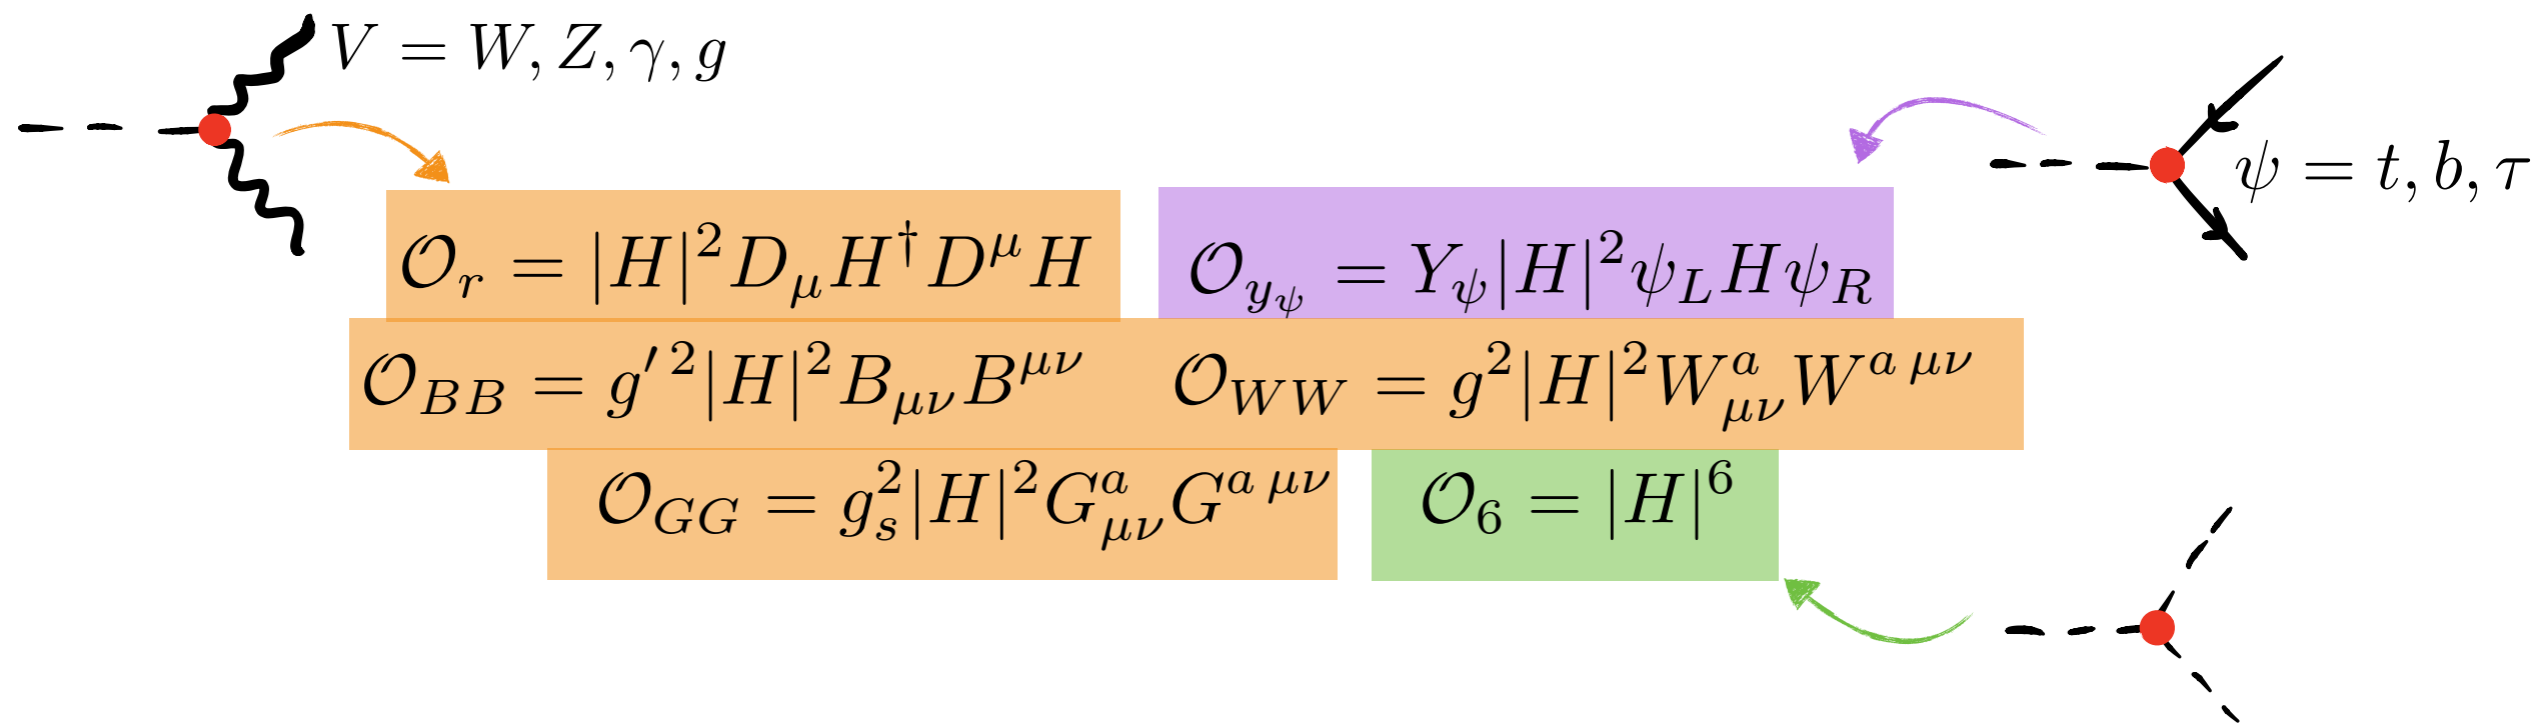 V = W, Z, γ, g
ψ = t, b, τ
𝒪_r = |H|^2 D_μ H^† D^μ H
𝒪_{y_ψ} = Y_ψ |H|^2 ψ_L H ψ_R
𝒪_{BB} = g'^2 |H|^2 B_{μν} B^{μν}
𝒪_{WW} = g^2 |H|^2 W^a_{μν} W^{a μν}
𝒪_{GG} = g_s^2 |H|^2 G^a_{μν} G^{a μν}
𝒪_6 = |H|^6